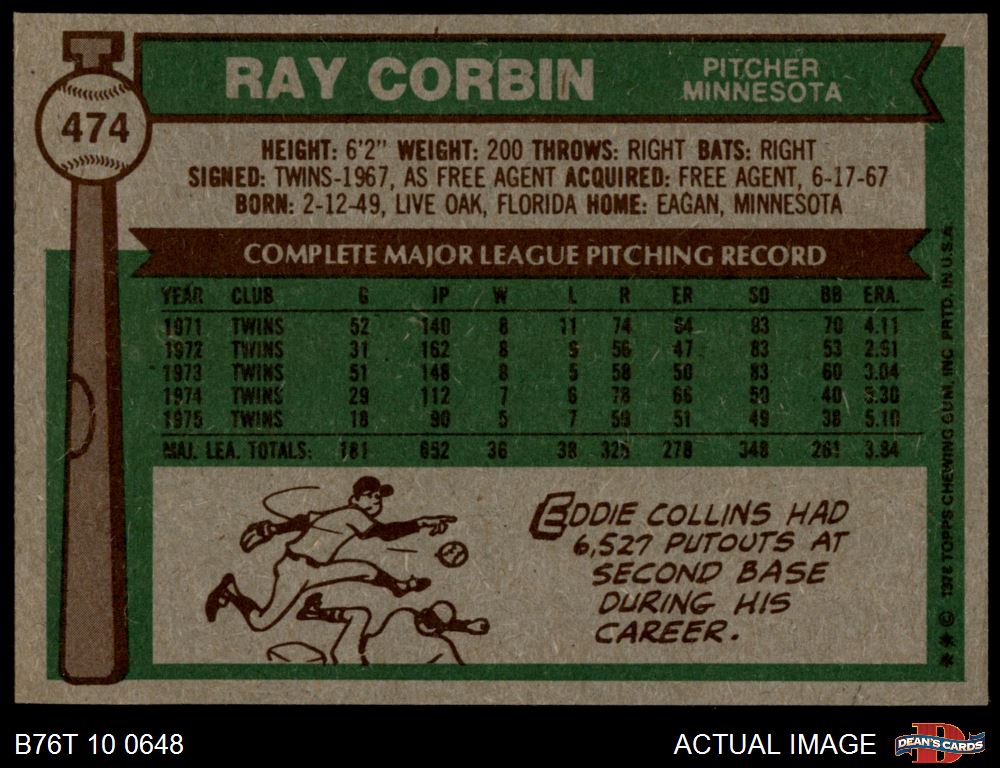 474
RAY CORBIN
PITCHER
MINNESOTA
HEIGHT: 6'2" WEIGHT: 200 THROWS: RIGHT BATS: RIGHT
SIGNED: TWINS-1967, AS FREE AGENT ACQUIRED: FREE AGENT, 6-17-67
BORN: 2-12-49, LIVE OAK, FLORIDA HOME: EAGAN, MINNESOTA
COMPLETE MAJOR LEAGUE PITCHING RECORD
YEAR CLUB G IP W L R ER SO BB ERA.
1971 TWINS 52 140 8 11 74 64 83 70 4.11
1972 TWINS 31 162 8 9 56 47 83 53 2.61
1973 TWINS 51 148 8 5 58 50 83 60 3.04
1974 TWINS 29 112 7 6 78 66 50 40 5.30
1975 TWINS 18 90 5 7 59 51 49 38 5.10
MAJ. LEA. TOTALS: 181 652 36 38 325 278 348 261 3.84
EDDIE COLLINS HAD
6,527 PUTOUTS AT
SECOND BASE
DURING HIS
CAREER.
** © 1976 TOPPS CHEWING GUM, INC. PRTD. IN U.S.A.
B76T 10 0648
ACTUAL IMAGE
D
DEAN'S CARDS